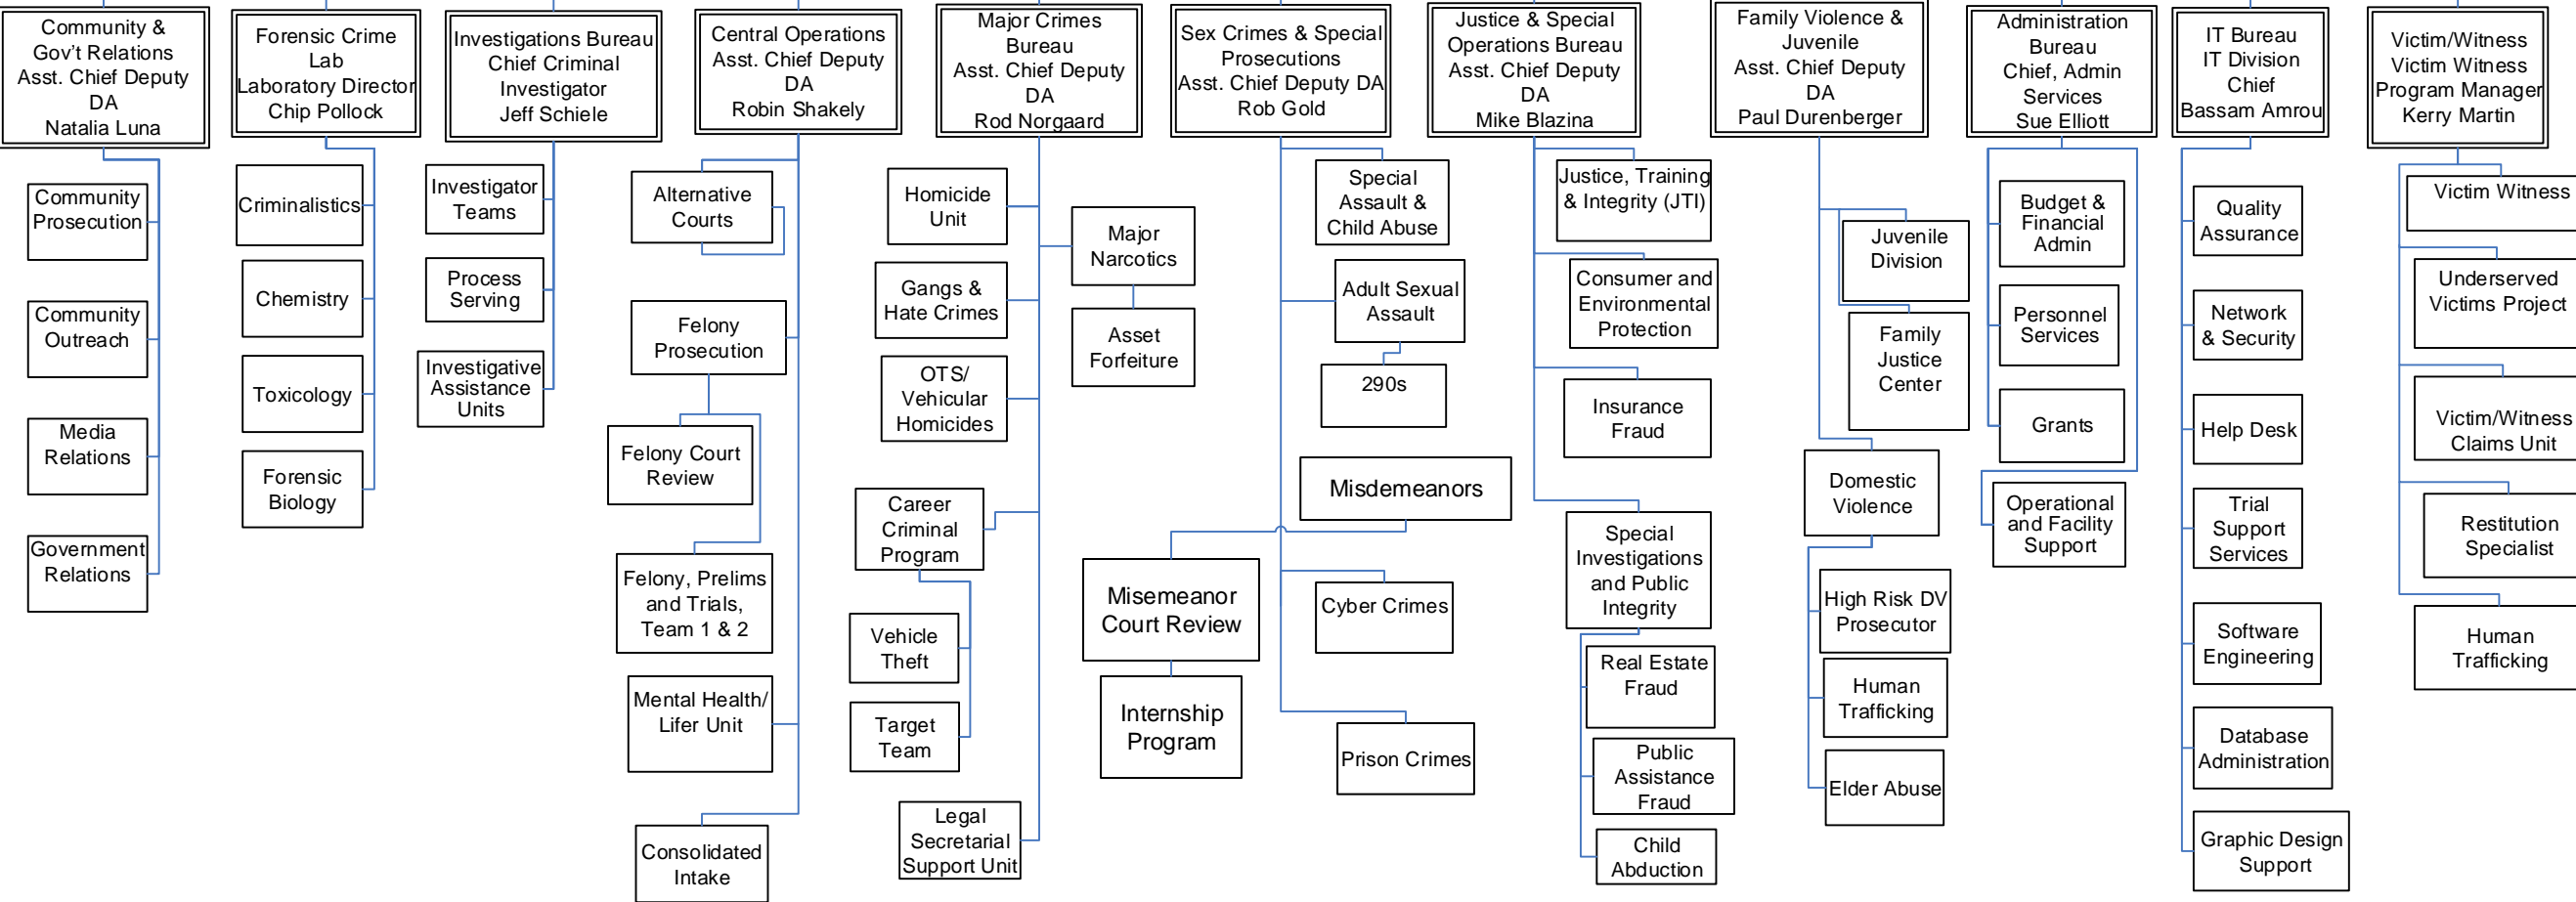 Community &
Gov't Relations
Asst. Chief Deputy
DA
Natalia Luna
Community
Prosecution
Community
Outreach
Media
Relations
Government
Relations
Forensic Crime
Lab
Laboratory Director
Chip Pollock
Criminalistics
Chemistry
Toxicology
Forensic
Biology
Investigations Bureau
Chief Criminal
Investigator
Jeff Schiele
Investigator
Teams
Process
Serving
Investigative
Assistance
Units
Central Operations
Asst. Chief Deputy
DA
Robin Shakely
Alternative
Courts
Felony
Prosecution
Felony Court
Review
Felony, Prelims
and Trials,
Team 1 & 2
Mental Health/
Lifer Unit
Consolidated
Intake
Major Crimes
Bureau
Asst. Chief Deputy
DA
Rod Norgaard
Homicide
Unit
Major
Narcotics
Gangs &
Hate Crimes
Asset
Forfeiture
OTS/
Vehicular
Homicides
Career
Criminal
Program
Vehicle
Theft
Target
Team
Legal
Secretarial
Support Unit
Sex Crimes & Special
Prosecutions
Asst. Chief Deputy DA
Rob Gold
Special
Assault &
Child Abuse
Adult Sexual
Assault
290s
Misdemeanors
Misemeanor
Court Review
Internship
Program
Cyber Crimes
Prison Crimes
Justice & Special
Operations Bureau
Asst. Chief Deputy
DA
Mike Blazina
Justice, Training
& Integrity (JTI)
Consumer and
Environmental
Protection
Insurance
Fraud
Special
Investigations
and Public
Integrity
Real Estate
Fraud
Public
Assistance
Fraud
Child
Abduction
Family Violence &
Juvenile
Asst. Chief Deputy
DA
Paul Durenberger
Juvenile
Division
Family
Justice
Center
Domestic
Violence
High Risk DV
Prosecutor
Human
Trafficking
Elder Abuse
Administration
Bureau
Chief, Admin
Services
Sue Elliott
Budget &
Financial
Admin
Personnel
Services
Grants
Operational
and Facility
Support
IT Bureau
IT Division
Chief
Bassam Amrou
Quality
Assurance
Network
& Security
Help Desk
Trial
Support
Services
Software
Engineering
Database
Administration
Graphic Design
Support
Victim/Witness
Victim Witness
Program Manager
Kerry Martin
Victim Witness
Underserved
Victims Project
Victim/Witness
Claims Unit
Restitution
Specialist
Human
Trafficking